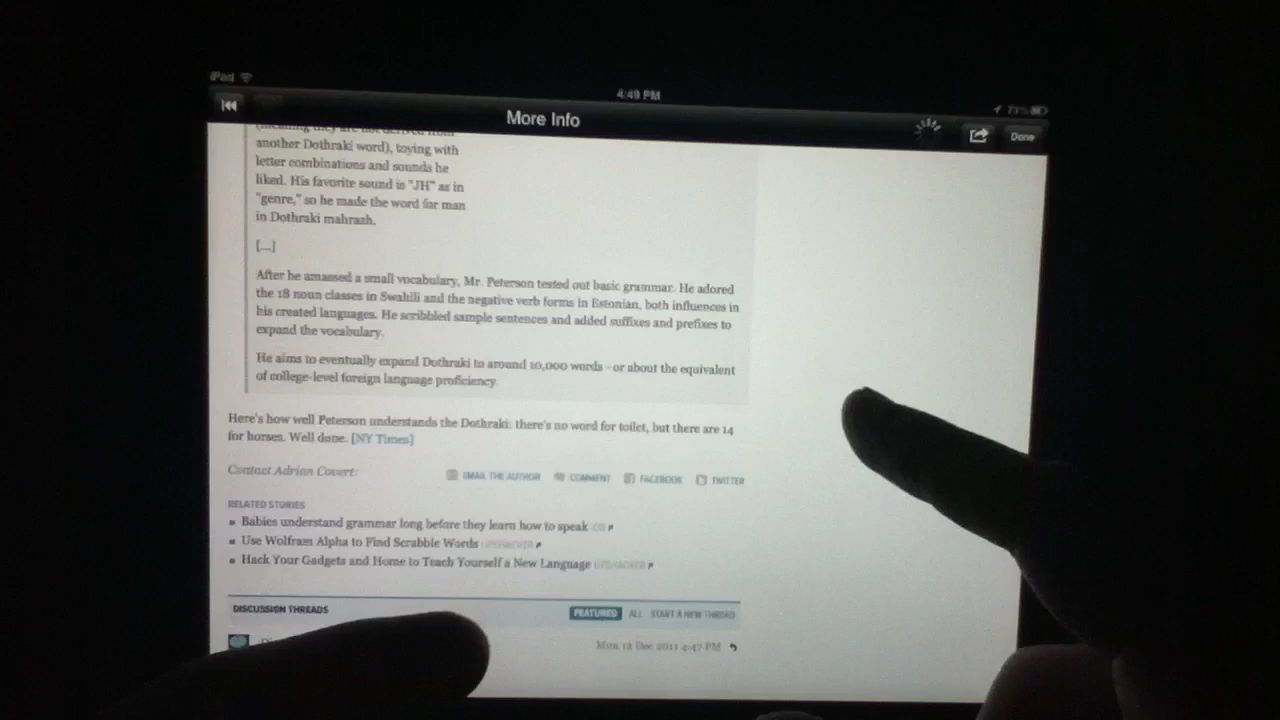 iPad
4:49 PM
73%
More Info
Done
(meaning they are not derived from
another Dothraki word), toying with
letter combinations and sounds he
liked. His favorite sound is "JH" as in
"genre," so he made the word for man
in Dothraki mahrazh.
[...]
After he amassed a small vocabulary, Mr. Peterson tested out basic grammar. He adored
the 18 noun classes in Swahili and the negative verb forms in Estonian, both influences in
his created languages. He scribbled sample sentences and added suffixes and prefixes to
expand the vocabulary.
He aims to eventually expand Dothraki to around 10,000 words - or about the equivalent
of college-level foreign language proficiency.
Here's how well Peterson understands the Dothraki: there's no word for toilet, but there are 14
for horses. Well done. [NY Times]
Contact Adrian Covert:
EMAIL THE AUTHOR
COMMENT
FACEBOOK
TWITTER
RELATED STORIES
Babies understand grammar long before they learn how to speak
Use Wolfram Alpha to Find Scrabble Words LIFEHACKER
Hack Your Gadgets and Home to Teach Yourself a New Language LIFEHACKER
DISCUSSION THREADS
FEATURED ALL START A NEW THREAD
Mon 12 Dec 2011 4:47 PM